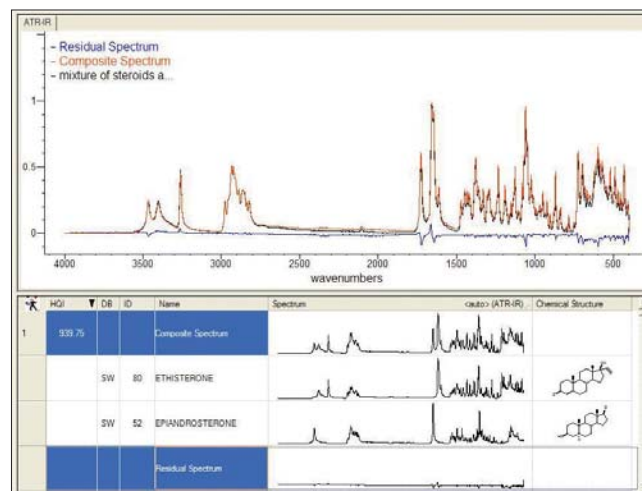 ATR-IR
– Residual Spectrum
- Composite Spectrum
– mixture of steroids a...
1
0.5
0
4000 3500 3000 2500 2000 1500 1000 500
wavenumbers
HQI DB ID Name Spectrum <auto> (ATR-IR) Chemical Structure
1 939.75 Composite Spectrum
SW 80 ETHISTERONE
SW 52 EPIANDROSTERONE
Residual Spectrum